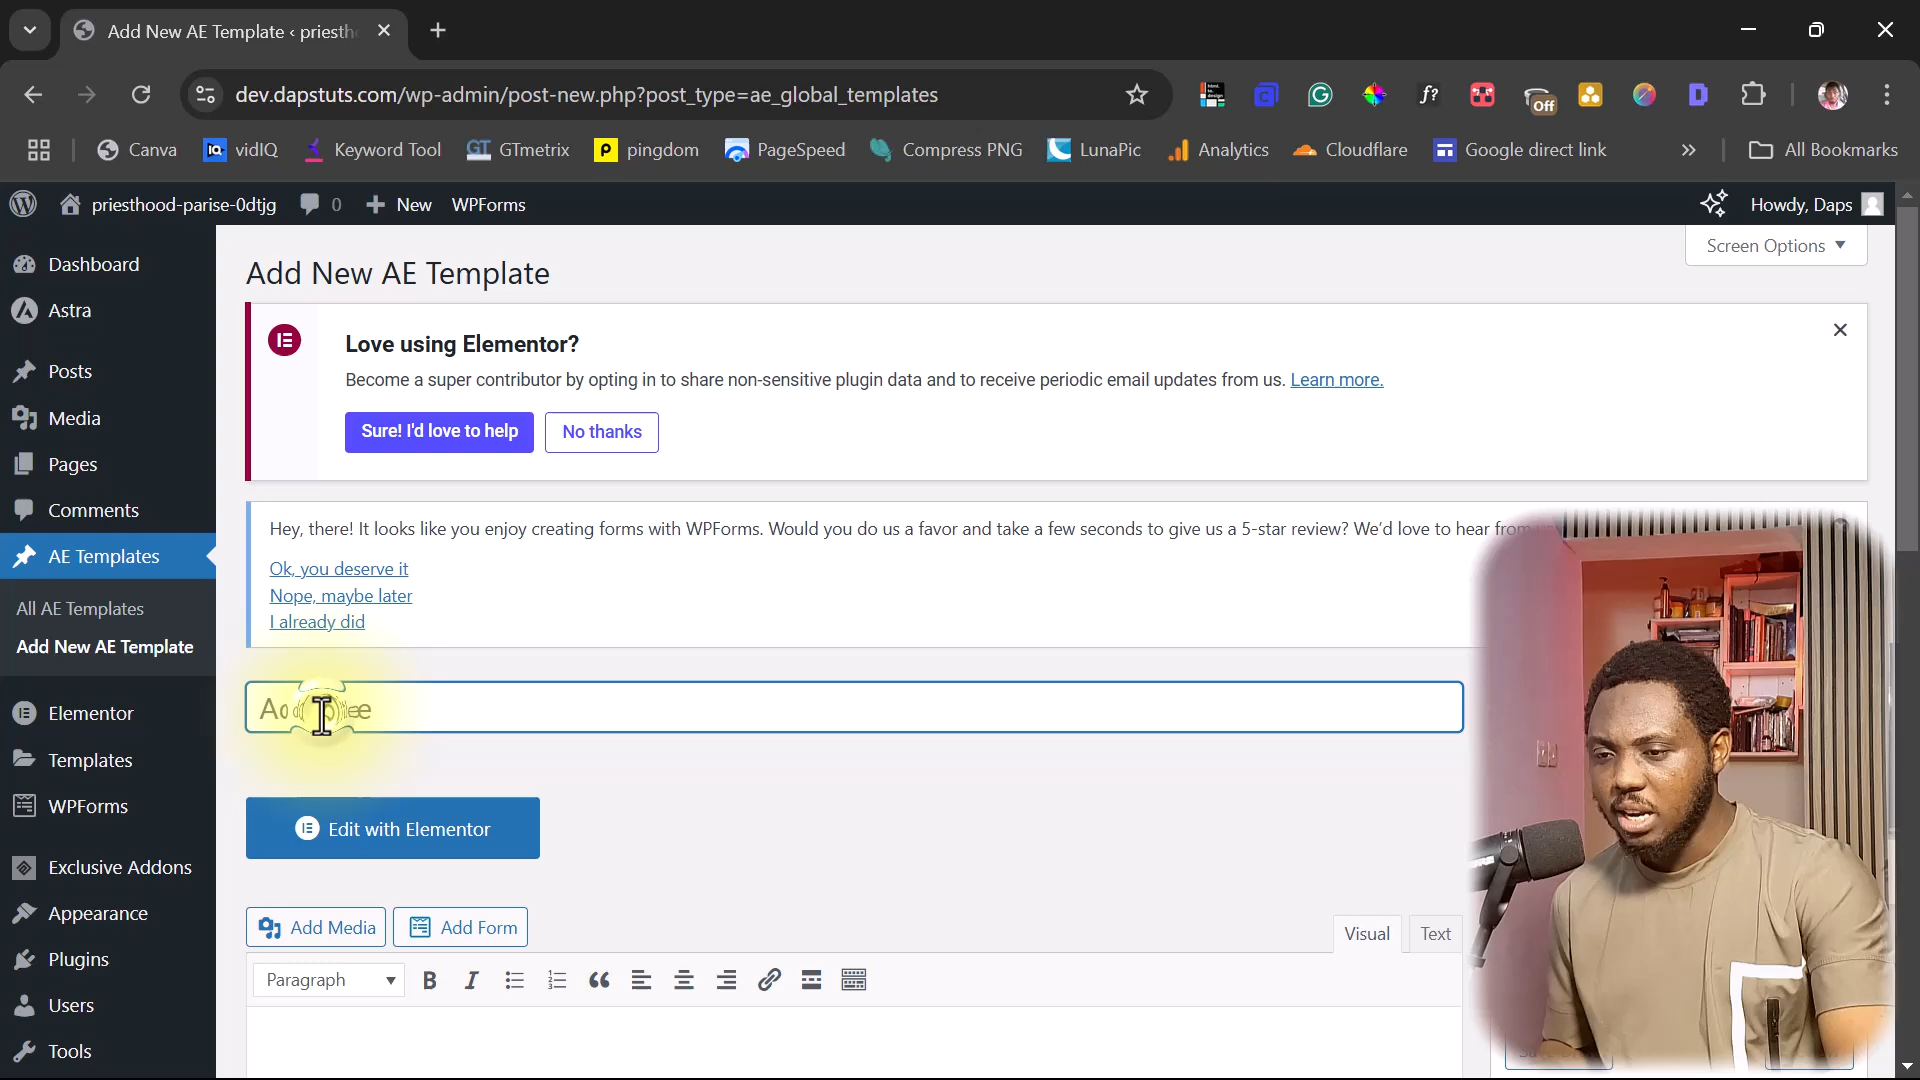 Add New AE Template ‹ priesth
dev.dapstuts.com/wp-admin/post-new.php?post_type=ae_global_templates
Off
Canva
vidIQ
Keyword Tool
GTmetrix
pingdom
PageSpeed
Compress PNG
LunaPic
Analytics
Cloudflare
Google direct link
All Bookmarks
priesthood-parise-0dtjg
0
New
WPForms
Howdy, Daps
Screen Options
Dashboard
Astra
Posts
Media
Pages
Comments
AE Templates
All AE Templates
Add New AE Template
Elementor
Templates
WPForms
Exclusive Addons
Appearance
Plugins
Users
Tools
Add New AE Template
Love using Elementor?
Become a super contributor by opting in to share non-sensitive plugin data and to receive periodic email updates from us. Learn more.
Sure! I'd love to help
No thanks
Hey, there! It looks like you enjoy creating forms with WPForms. Would you do us a favor and take a few seconds to give us a 5-star review? We'd love to hear from
Ok, you deserve it
Nope, maybe later
I already did
Edit with Elementor
Add Media
Add Form
Visual
Text
Paragraph